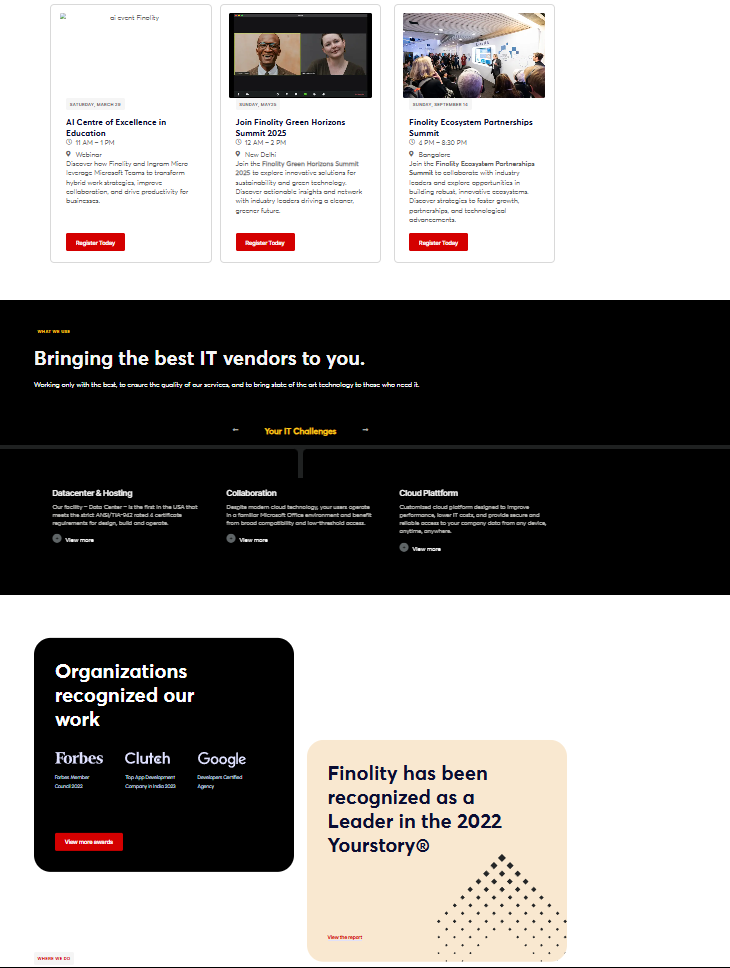 ai event Finolity
SATURDAY, MARCH 29
AI Centre of Excellence in
Education
11 AM – 1 PM
Webinar
Discover how Finolity and Ingram Micro
leverage Microsoft Teams to transform
hybrid work strategies, improve
collaboration, and drive productivity for
businesses.
Register Today
SUNDAY, MAY 25
Join Finolity Green Horizons
Summit 2025
12 AM – 2 PM
New Delhi
Join the Finolity Green Horizons Summit
2025 to explore innovative solutions for
sustainability and green technology.
Discover actionable insights and network
with industry leaders driving a cleaner,
greener future.
Register Today
SUNDAY, SEPTEMBER 14
Finolity Ecosystem Partnerships
Summit
4 PM – 8:30 PM
Bangalore
Join the Finolity Ecosystem Partnerships
Summit to collaborate with industry
leaders and explore opportunities in
building robust, innovative ecosystems.
Discover strategies to foster growth,
partnerships, and technological
advancements.
Register Today
WHAT WE USE
Bringing the best IT vendors to you.
Working only with the best, to ensure the quality of our services, and to bring state of the art technology to those who need it.
← Your IT Challenges →
Datacenter & Hosting
Our facility – Data Center – is the first in the USA that
meets the strict ANSI/TIA-942 rated 4 certificate
requirements for design, build and operate.
View more
Collaboration
Despite modern cloud technology, your users operate
in a familiar Microsoft Office environment and benefit
from broad compatibility and low-threshold access.
View more
Cloud Plattform
Customised cloud platform designed to improve
performance, lower IT costs, and provide secure and
reliable access to your company data from any device,
anytime, anywhere.
View more
Organizations
recognized our
work
Forbes
Forbes Member
Council 2022
Clutch
Top App Development
Company in India 2023
Google
Developers Certified
Agency
View more awards
Finolity has been
recognized as a
Leader in the 2022
Yourstory®
View the report
WHERE WE DO